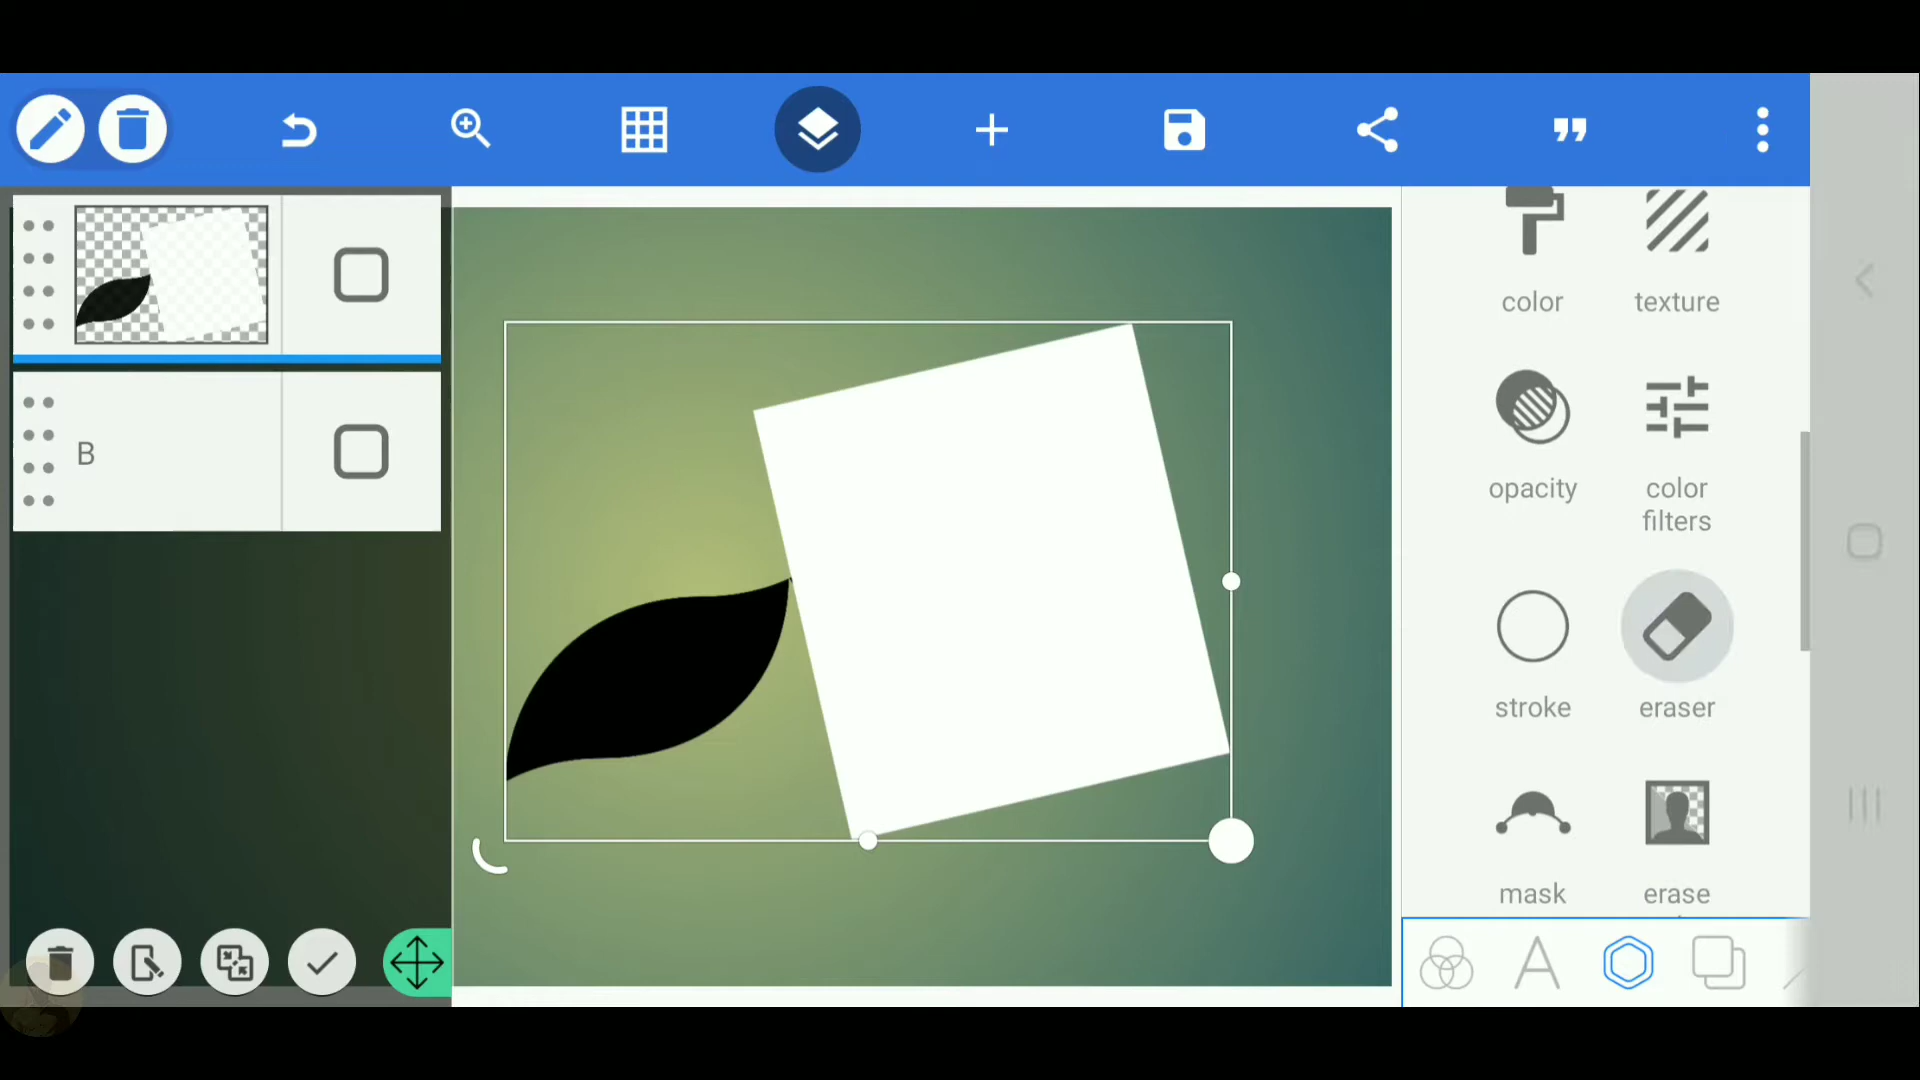 color
texture
opacity
color
filters
stroke
eraser
mask
erase
B